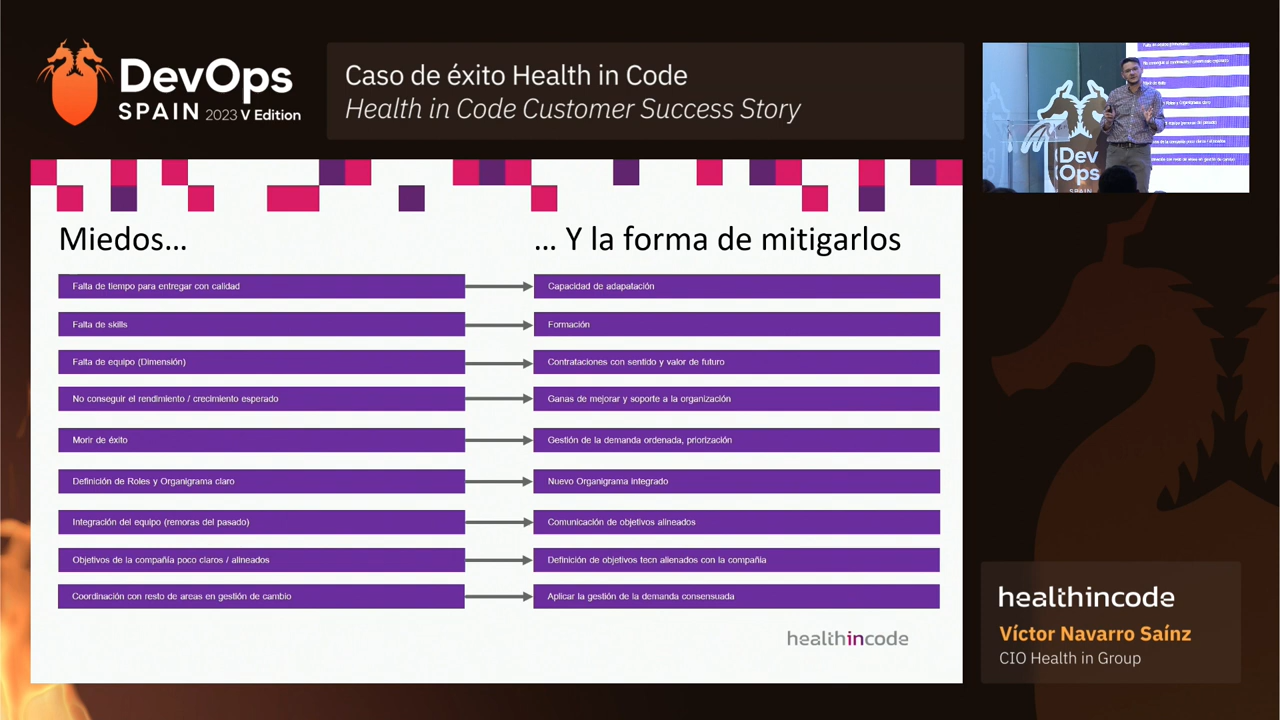 DevOps
SPAIN 2023 V Edition
Caso de éxito Health in Code
Health in Code Customer Success Story
Dev
Ops
SPAIN
Miedos...
... Y la forma de mitigarlos
Falta de tiempo para entregar con calidad
Capacidad de adapatación
Falta de skills
Formación
Falta de equipo (Dimensión)
Contrataciones con sentido y valor de futuro
No conseguir el rendimiento / crecimiento esperado
Ganas de mejorar y soporte a la organización
Morir de éxito
Gestión de la demanda ordenada, priorización
Definición de Roles y Organigrama claro
Nuevo Organigrama integrado
Integración del equipo (remoras del pasado)
Comunicación de objetivos alineados
Objetivos de la compañía poco claros / alineados
Definición de objetivos tecn alienados con la compañia
Coordinación con resto de areas en gestión de cambio
Aplicar la gestión de la demanda consensuada
healthincode
healthincode
Víctor Navarro Saínz
CIO Health in Group